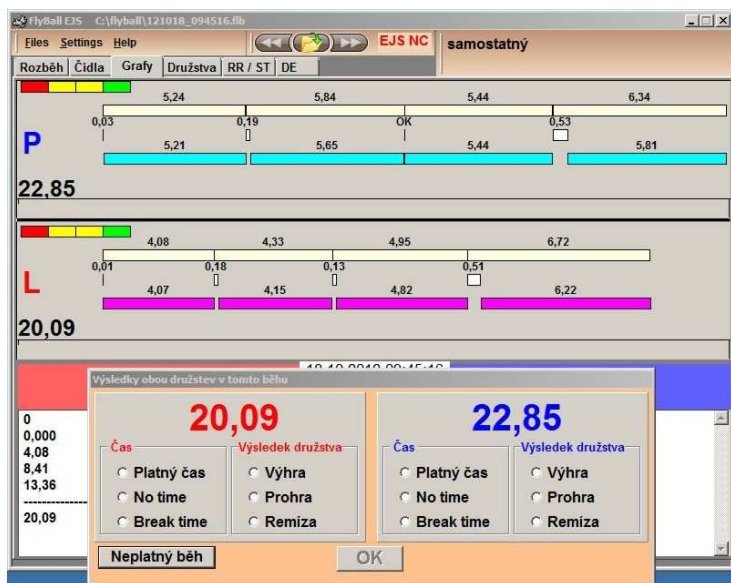 FlyBall EJS C:\flyball\121018_094516.flb
Files Settings Help
EJS NC
samostatný
Rozběh Čidla Grafy Družstva RR / ST DE
5,24 5,84 5,44 6,34
0,03 0,19 OK 0,53
P
5,21 5,65 5,44 5,81
22,85
4,08 4,33 4,95 6,72
0,01 0,18 0,13 0,51
L
4,07 4,15 4,82 6,22
20,09
Výsledky obou družstev v tomto běhu
20,09 22,85
Čas Výsledek družstva Čas Výsledek družstva
Platný čas Výhra Platný čas Výhra
No time Prohra No time Prohra
Break time Remíza Break time Remíza
Neplatný běh OK
0
0,000
4,08
8,41
13,36
--------------
20,09